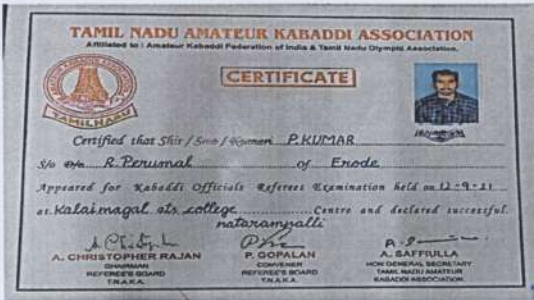 TAMIL NADU AMATEUR KABADDI ASSOCIATION
Affiliated to : Amateur Kabaddi Federation of India & Tamil Nadu Olympic Association.
CERTIFICATE
TAMILNADU
Certified that Shir / Smt / Kumari P.KUMAR
S/o D/o R. Perumal of Erode
Appeared for Kabaddi Officials Referees Examination held on 12-9-21
at Kalaimagal arts college Centre and declared successful.
natarampalli
A. CHRISTOPHER RAJAN P. GOPALAN A. SAFFIULLA
CHAIRMAN CONVENER HON GENERAL SECRETARY
REFEREE'S BOARD REFEREE'S BOARD TAMIL NADU AMATEUR
T.N.A.K.A. T.N.A.K.A. KABADDI ASSOCIATION.